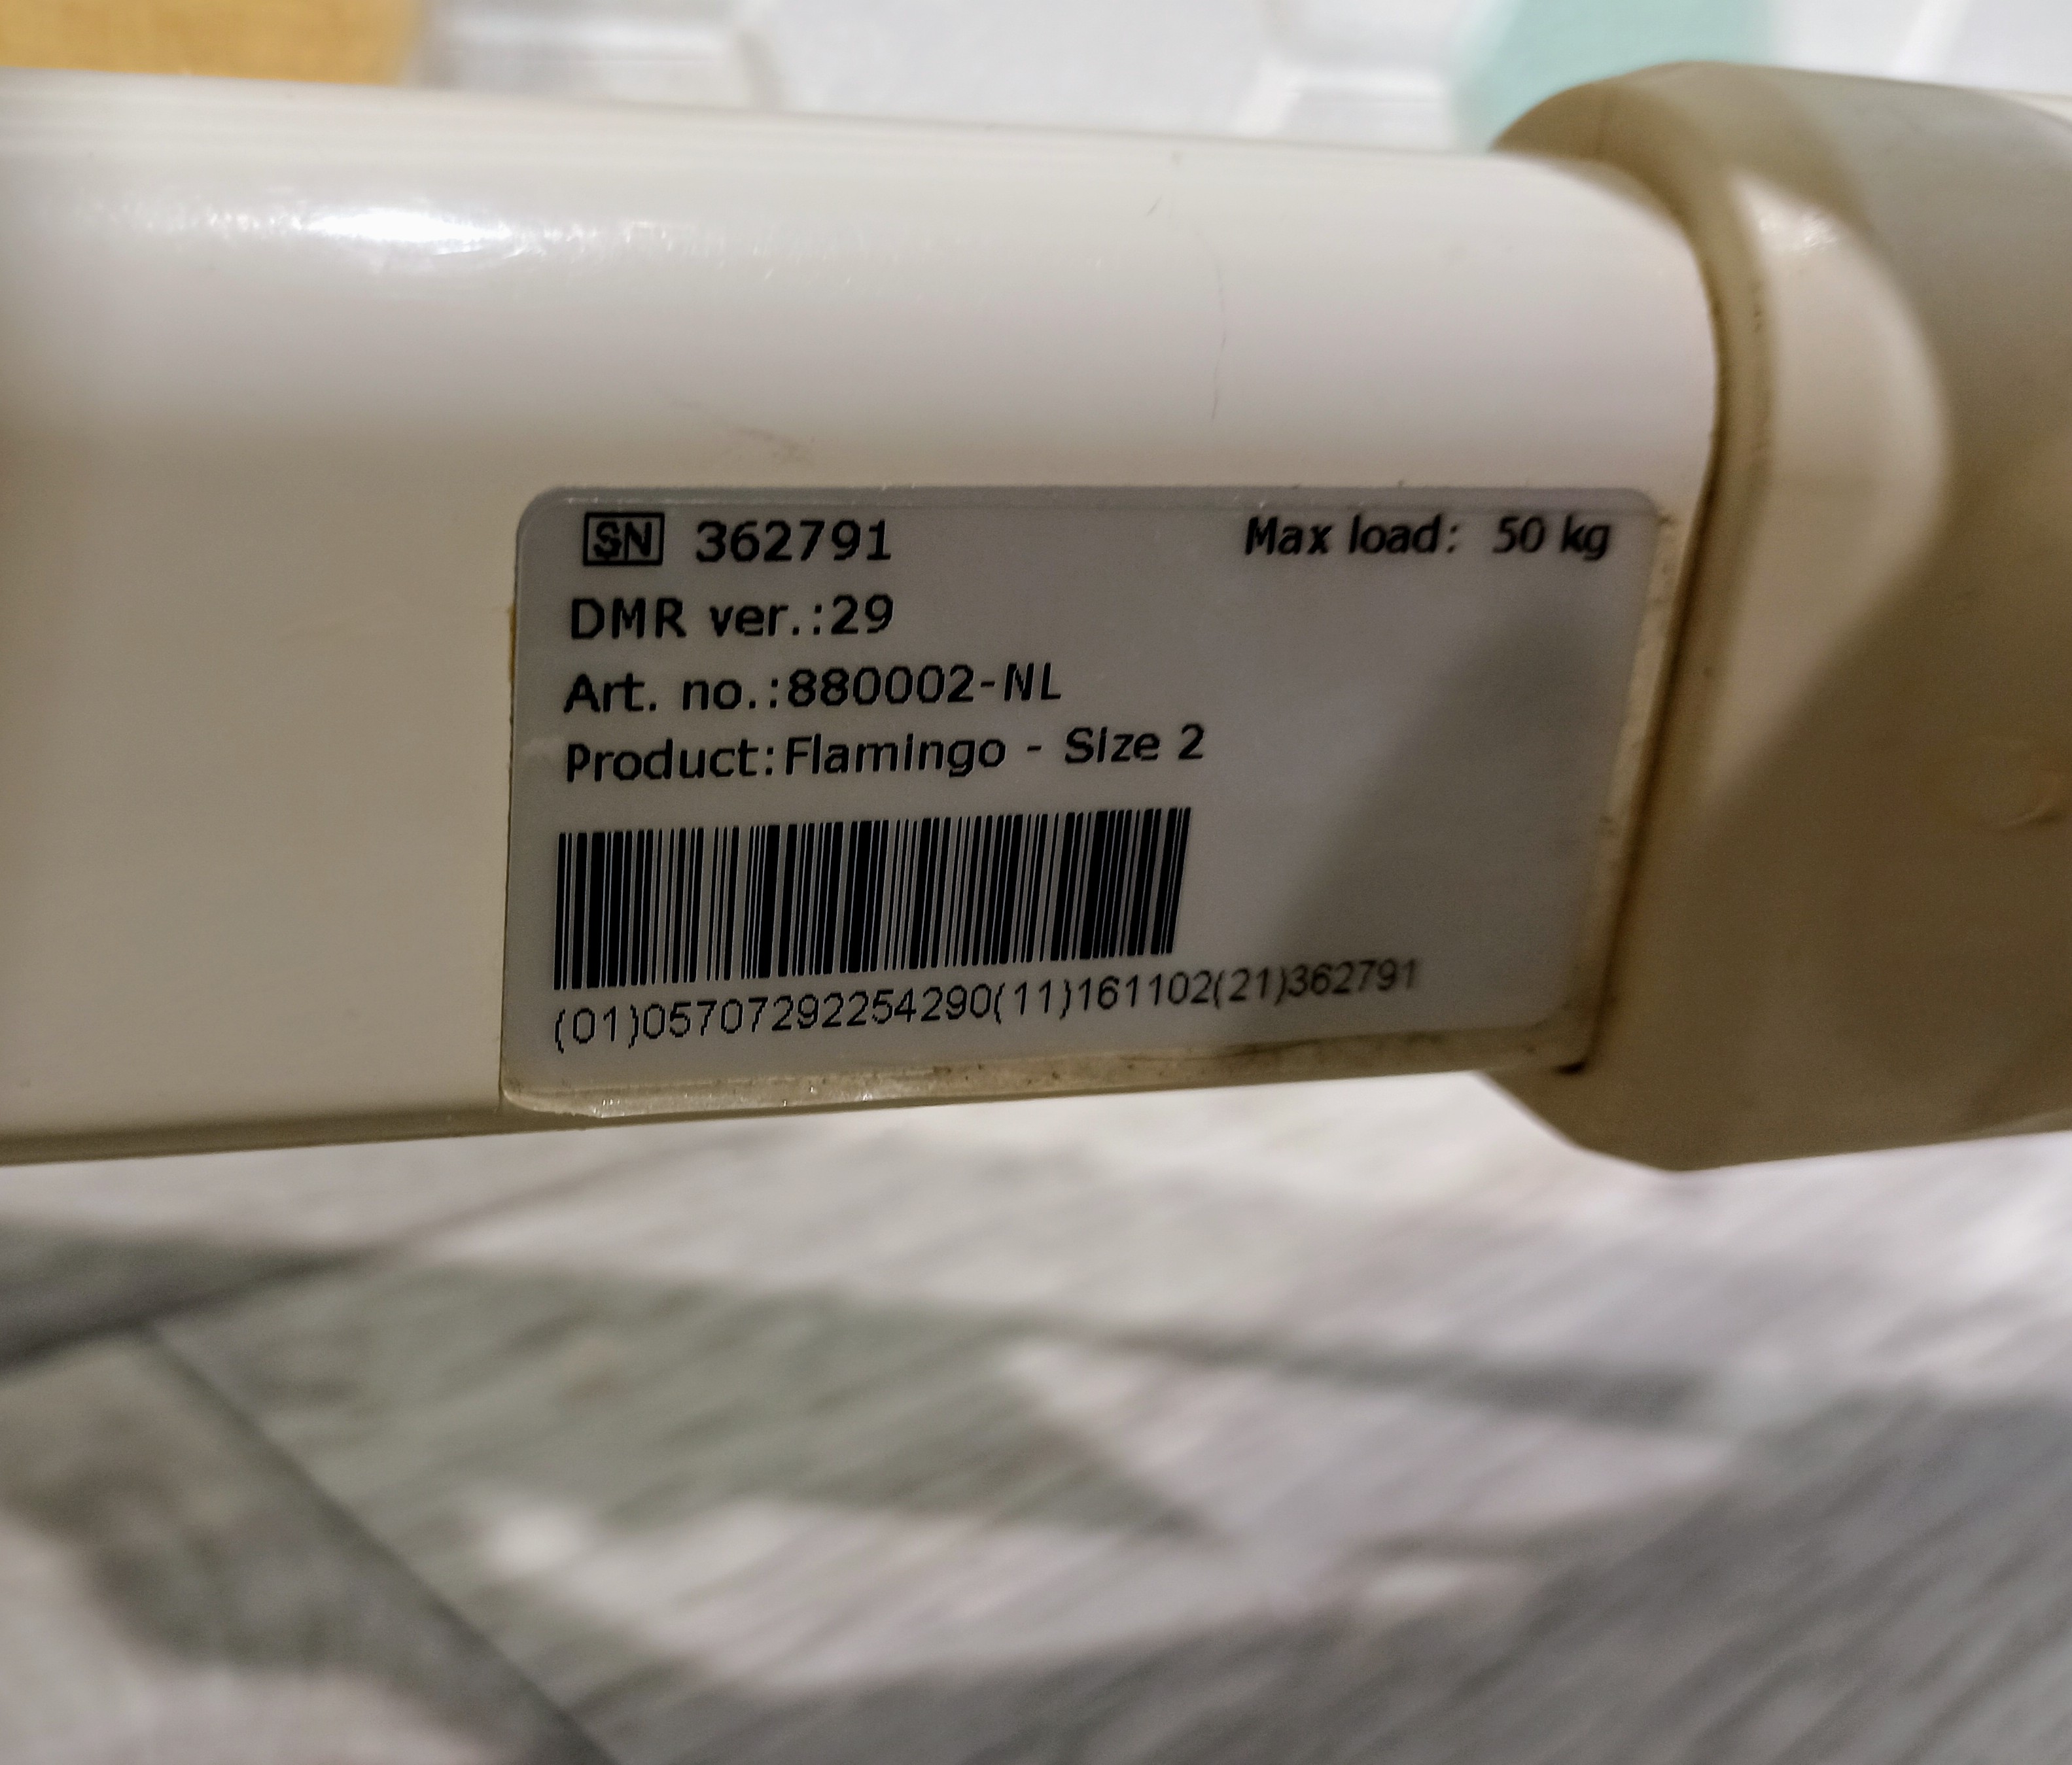 SN 362791 Max load: 50 kg
DMR ver.:29
Art. no.:880002-NL
Product:Flamingo - Size 2
(01)05707292254290(11)161102(21)362791